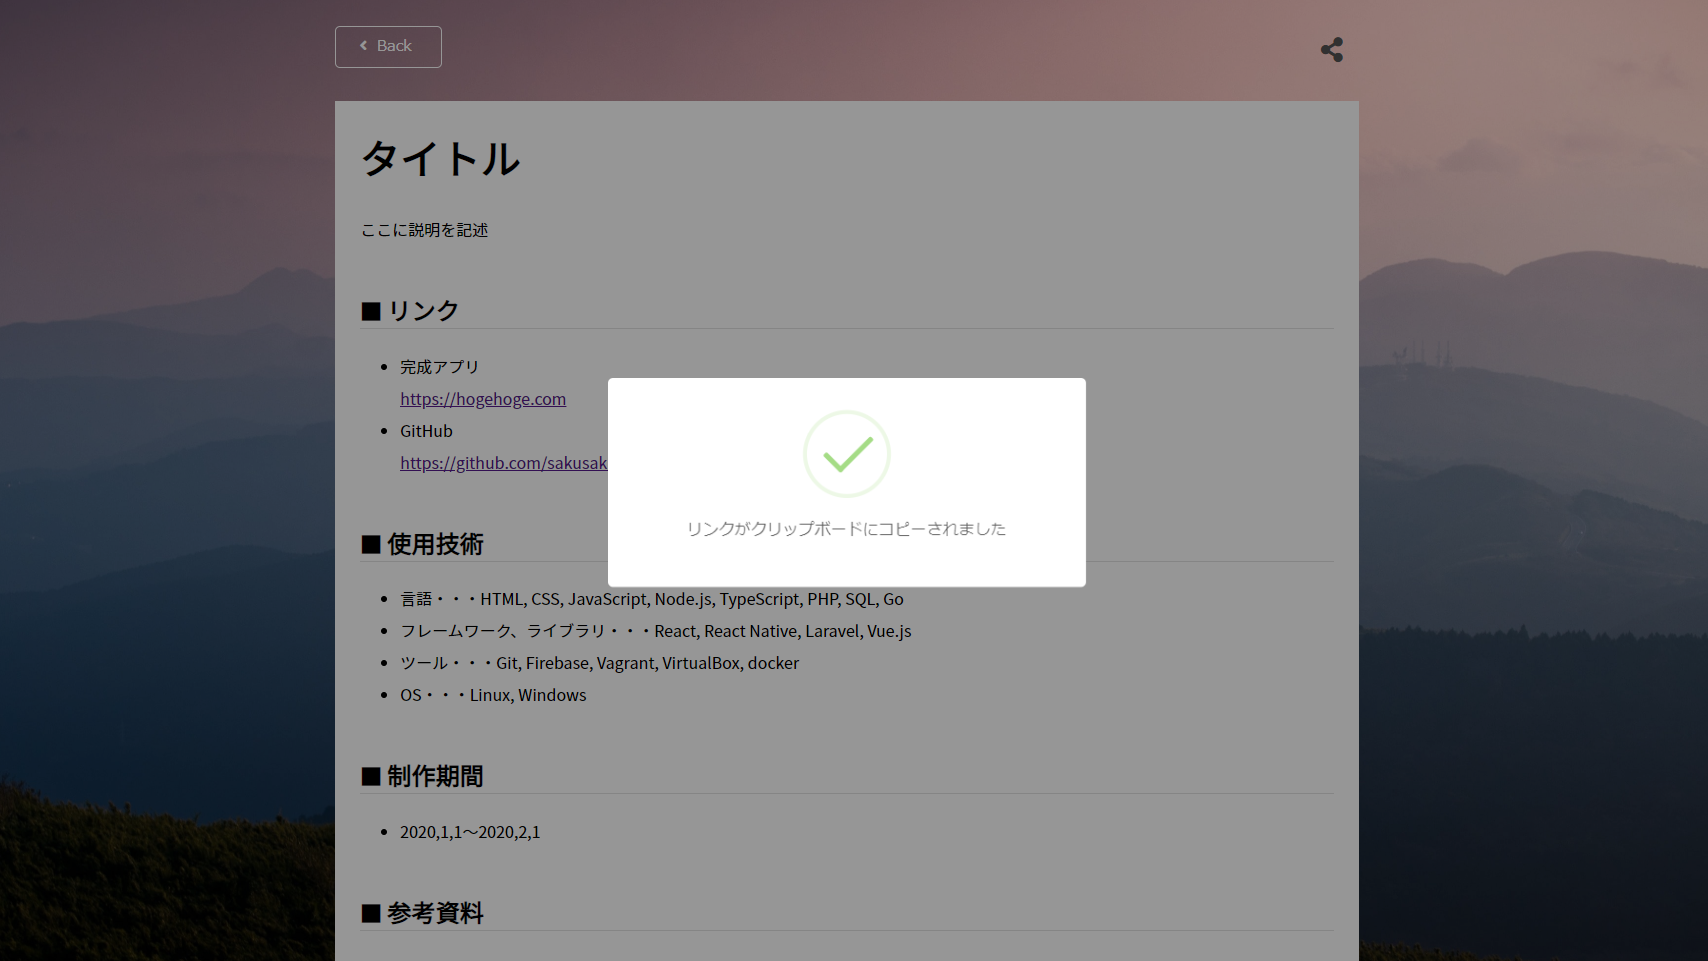 Back
タイトル
ここに説明を記述
■ リンク
完成アプリ
https://hogehoge.com
GitHub
https://github.com/sakusak
リンクがクリップボードにコピーされました
■ 使用技術
言語・・・HTML, CSS, JavaScript, Node.js, TypeScript, PHP, SQL, Go
フレームワーク、ライブラリ・・・React, React Native, Laravel, Vue.js
ツール・・・Git, Firebase, Vagrant, VirtualBox, docker
OS・・・Linux, Windows
■ 制作期間
2020,1,1～2020,2,1
■ 参考資料